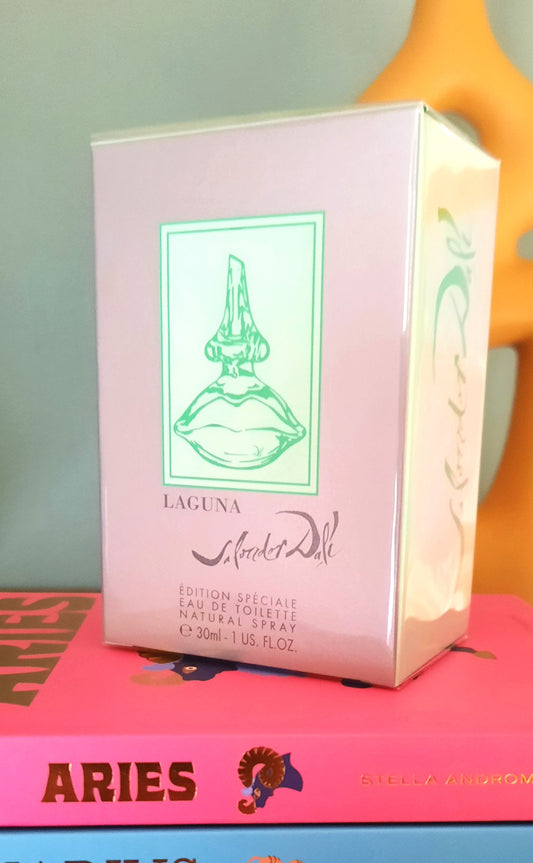 LAGUNA
Salvador Dalí
ÉDITION SPÉCIALE
EAU DE TOILETTE
NATURAL SPRAY
℮ 30ml - 1 US. FL.OZ.
Salvador Dalí
ARIES
ARIES
STELLA ANDROM